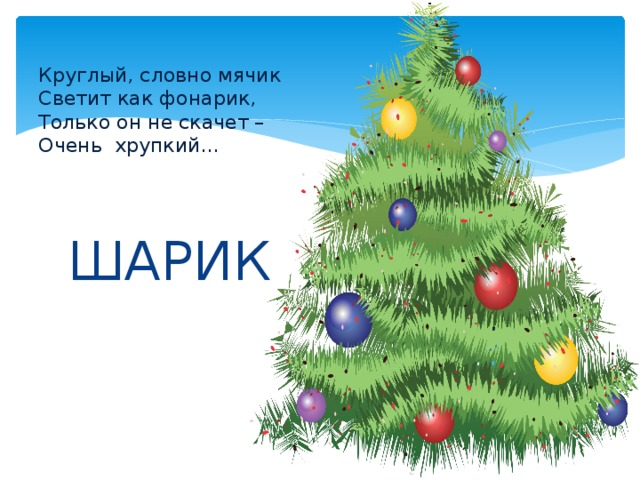 Круглый, словно мячик
Светит как фонарик,
Только он не скачет –
Очень  хрупкий…
ШАРИК